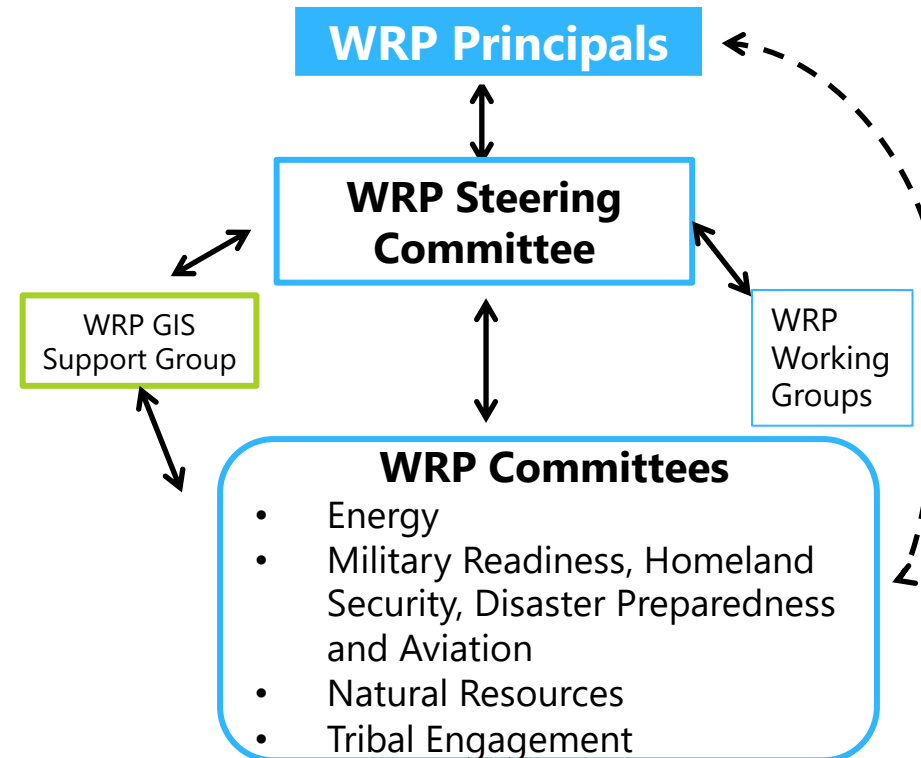 WRP Principals
WRP Steering
Committee
WRP GIS
Support Group
WRP
Working
Groups
WRP Committees
• Energy
• Military Readiness, Homeland
Security, Disaster Preparedness
and Aviation
• Natural Resources
• Tribal Engagement